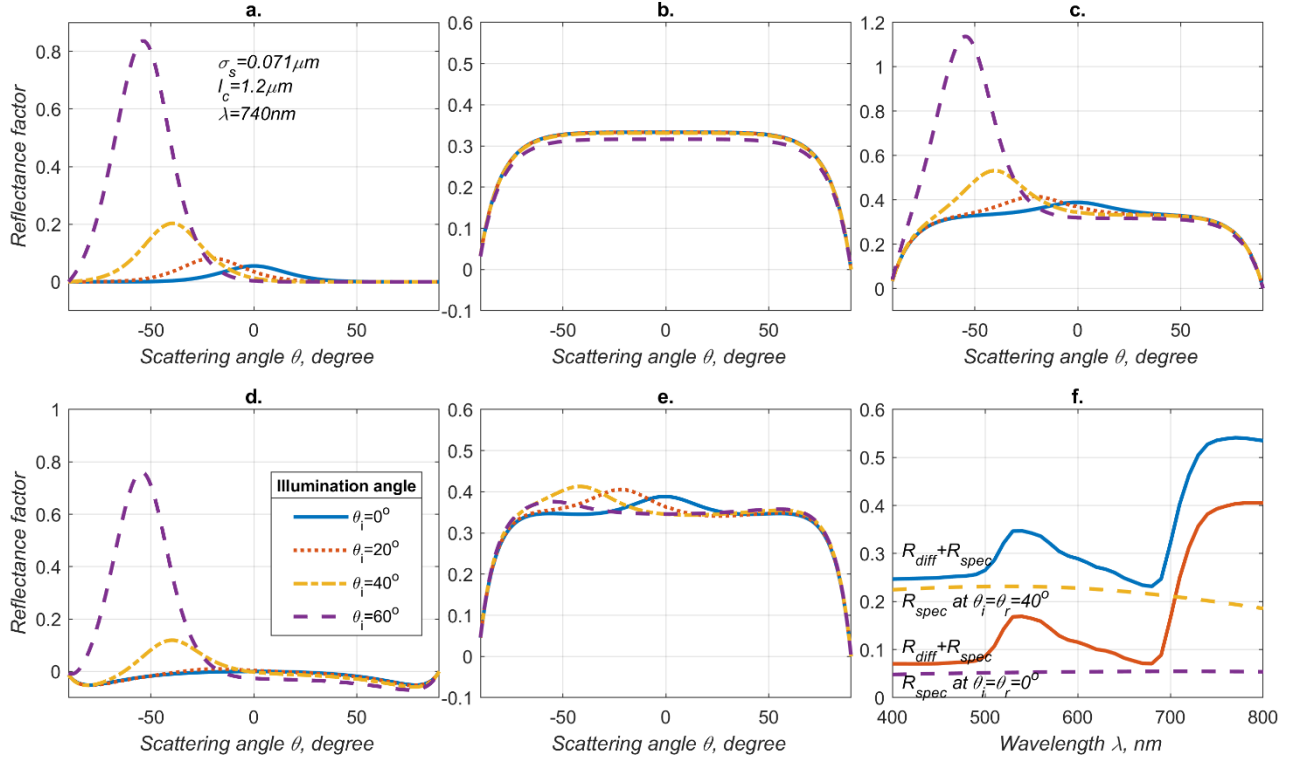 a.
b.
c.
Reflectance factor
0.8
0.6
0.4
0.2
0
σs=0.071μm
lc=1.2μm
λ=740nm
-50
0
50
Scattering angle θ, degree
0.6
0.5
0.4
0.3
0.2
0.1
0
-0.1
-50
0
50
Scattering angle θ, degree
1.2
1
0.8
0.6
0.4
0.2
0
-50
0
50
Scattering angle θ, degree
d.
e.
f.
Reflectance factor
1
0.8
0.6
0.4
0.2
0
Illumination angle
θi=0o
θi=20o
θi=40o
θi=60o
-50
0
50
Scattering angle θ, degree
0.6
0.5
0.4
0.3
0.2
0.1
0
-0.1
-50
0
50
Scattering angle θ, degree
0.6
0.5
0.4
0.3
0.2
0.1
0
Rdiff+Rspec
Rspec at θi=θr=40o
Rdiff+Rspec
Rspec at θi=θr=0o
400
500
600
700
800
Wavelength λ, nm